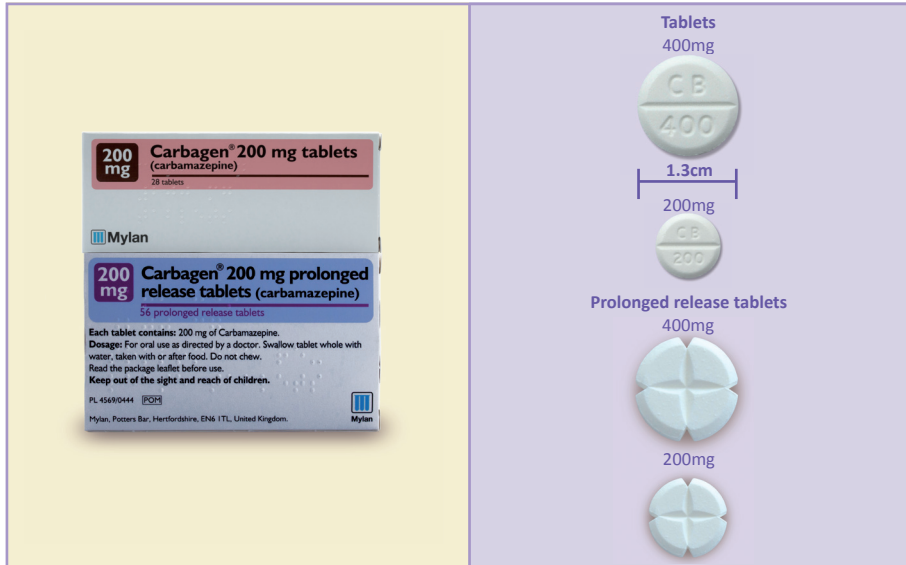 200
mg
Carbagen® 200 mg tablets
(carbamazepine)
28 tablets
Mylan
200
mg
Carbagen® 200 mg prolonged
release tablets (carbamazepine)
56 prolonged release tablets
Each tablet contains: 200 mg of Carbamazepine.
Dosage: For oral use as directed by a doctor. Swallow tablet whole with
water, taken with or after food. Do not chew.
Read the package leaflet before use.
Keep out of the sight and reach of children.
PL 4569/0444 POM
Mylan, Potters Bar, Hertfordshire, EN6 1TL, United Kingdom.
Mylan
Tablets
400mg
CB
400
1.3cm
200mg
CB
200
Prolonged release tablets
400mg
200mg